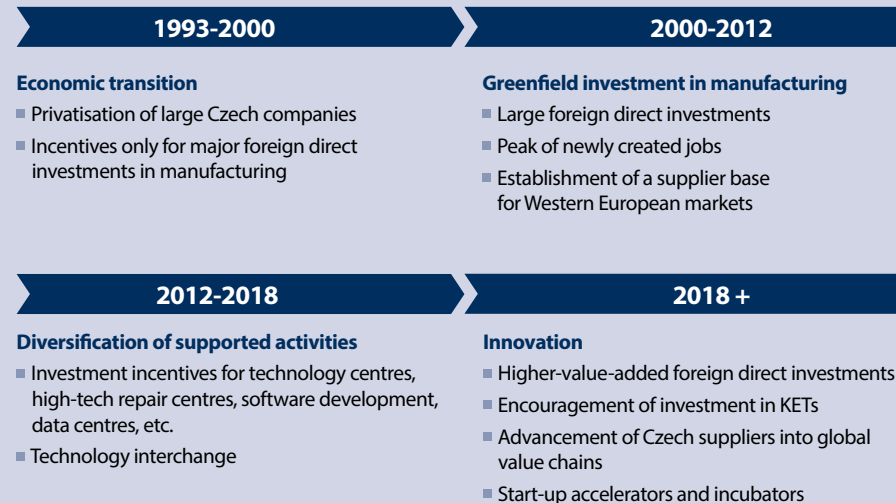 1993-2000
Economic transition
Privatisation of large Czech companies
Incentives only for major foreign direct
investments in manufacturing
2000-2012
Greenfield investment in manufacturing
Large foreign direct investments
Peak of newly created jobs
Establishment of a supplier base
for Western European markets
2012-2018
Diversification of supported activities
Investment incentives for technology centres,
high-tech repair centres, software development,
data centres, etc.
Technology interchange
2018 +
Innovation
Higher-value-added foreign direct investments
Encouragement of investment in KETs
Advancement of Czech suppliers into global
value chains
Start-up accelerators and incubators